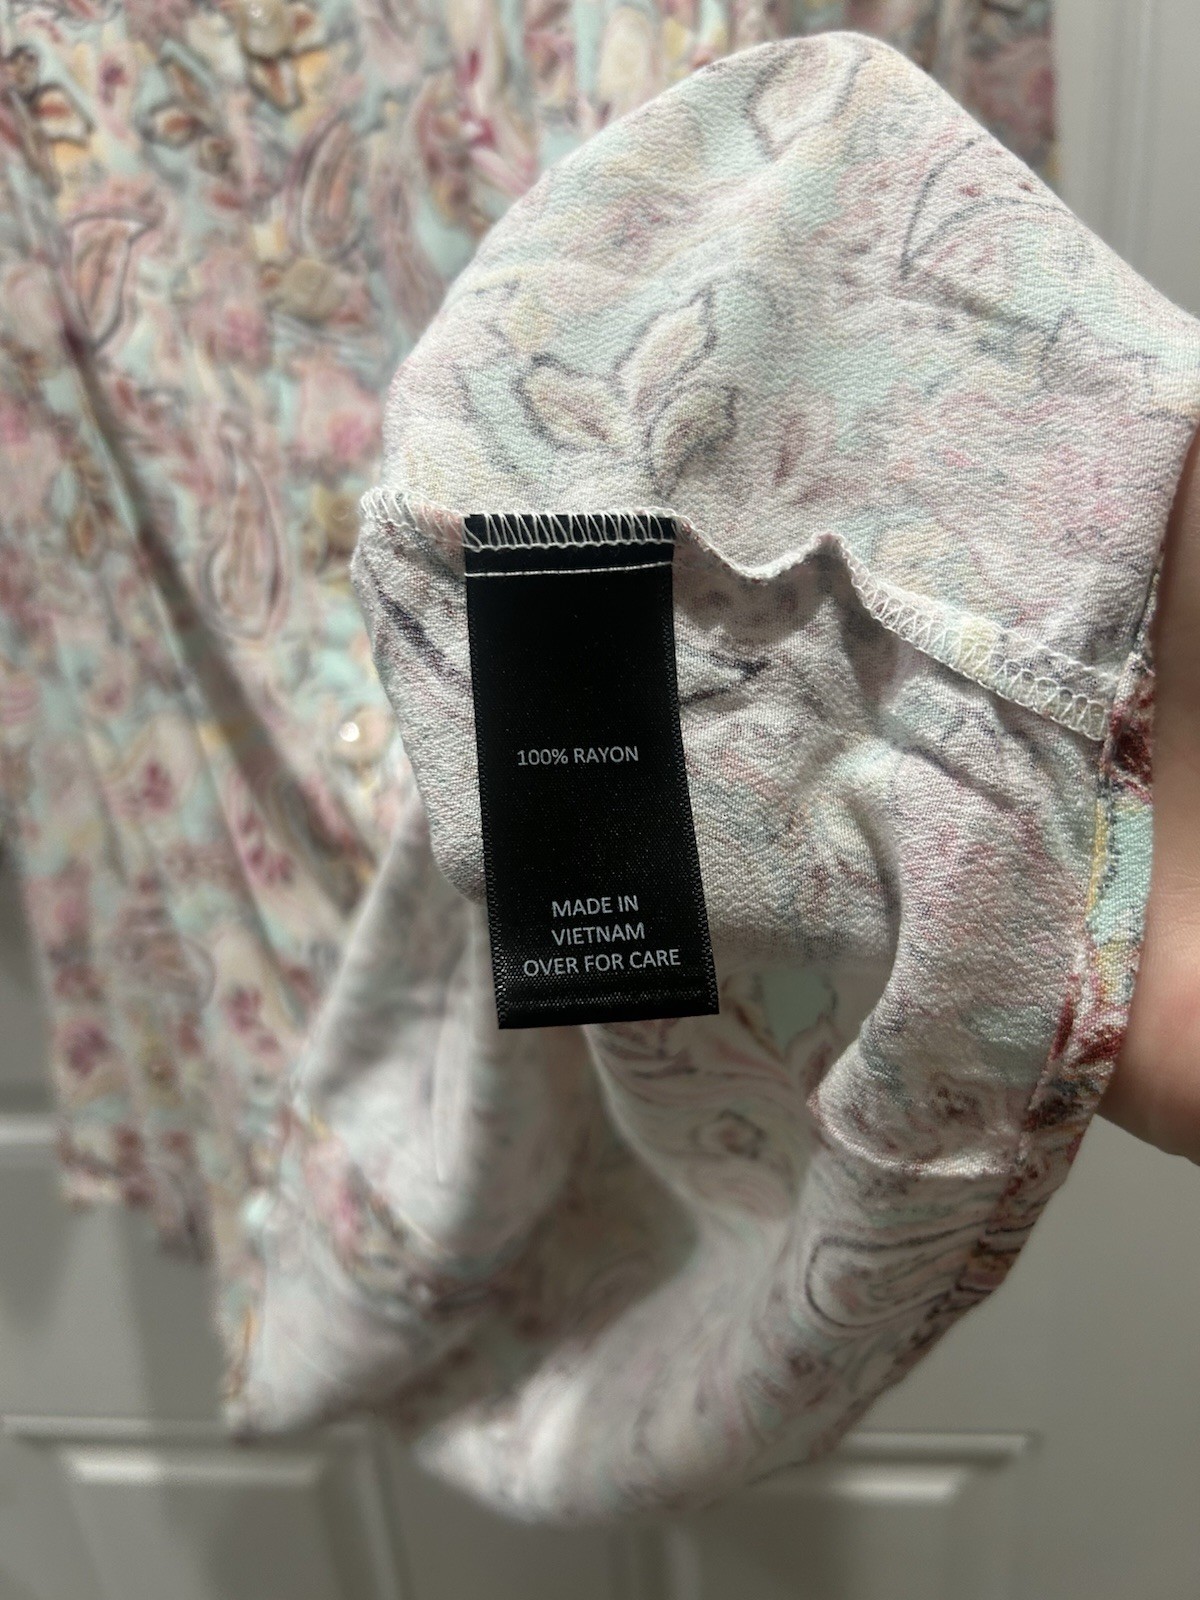 100% RAYON
MADE IN
VIETNAM
OVER FOR CARE